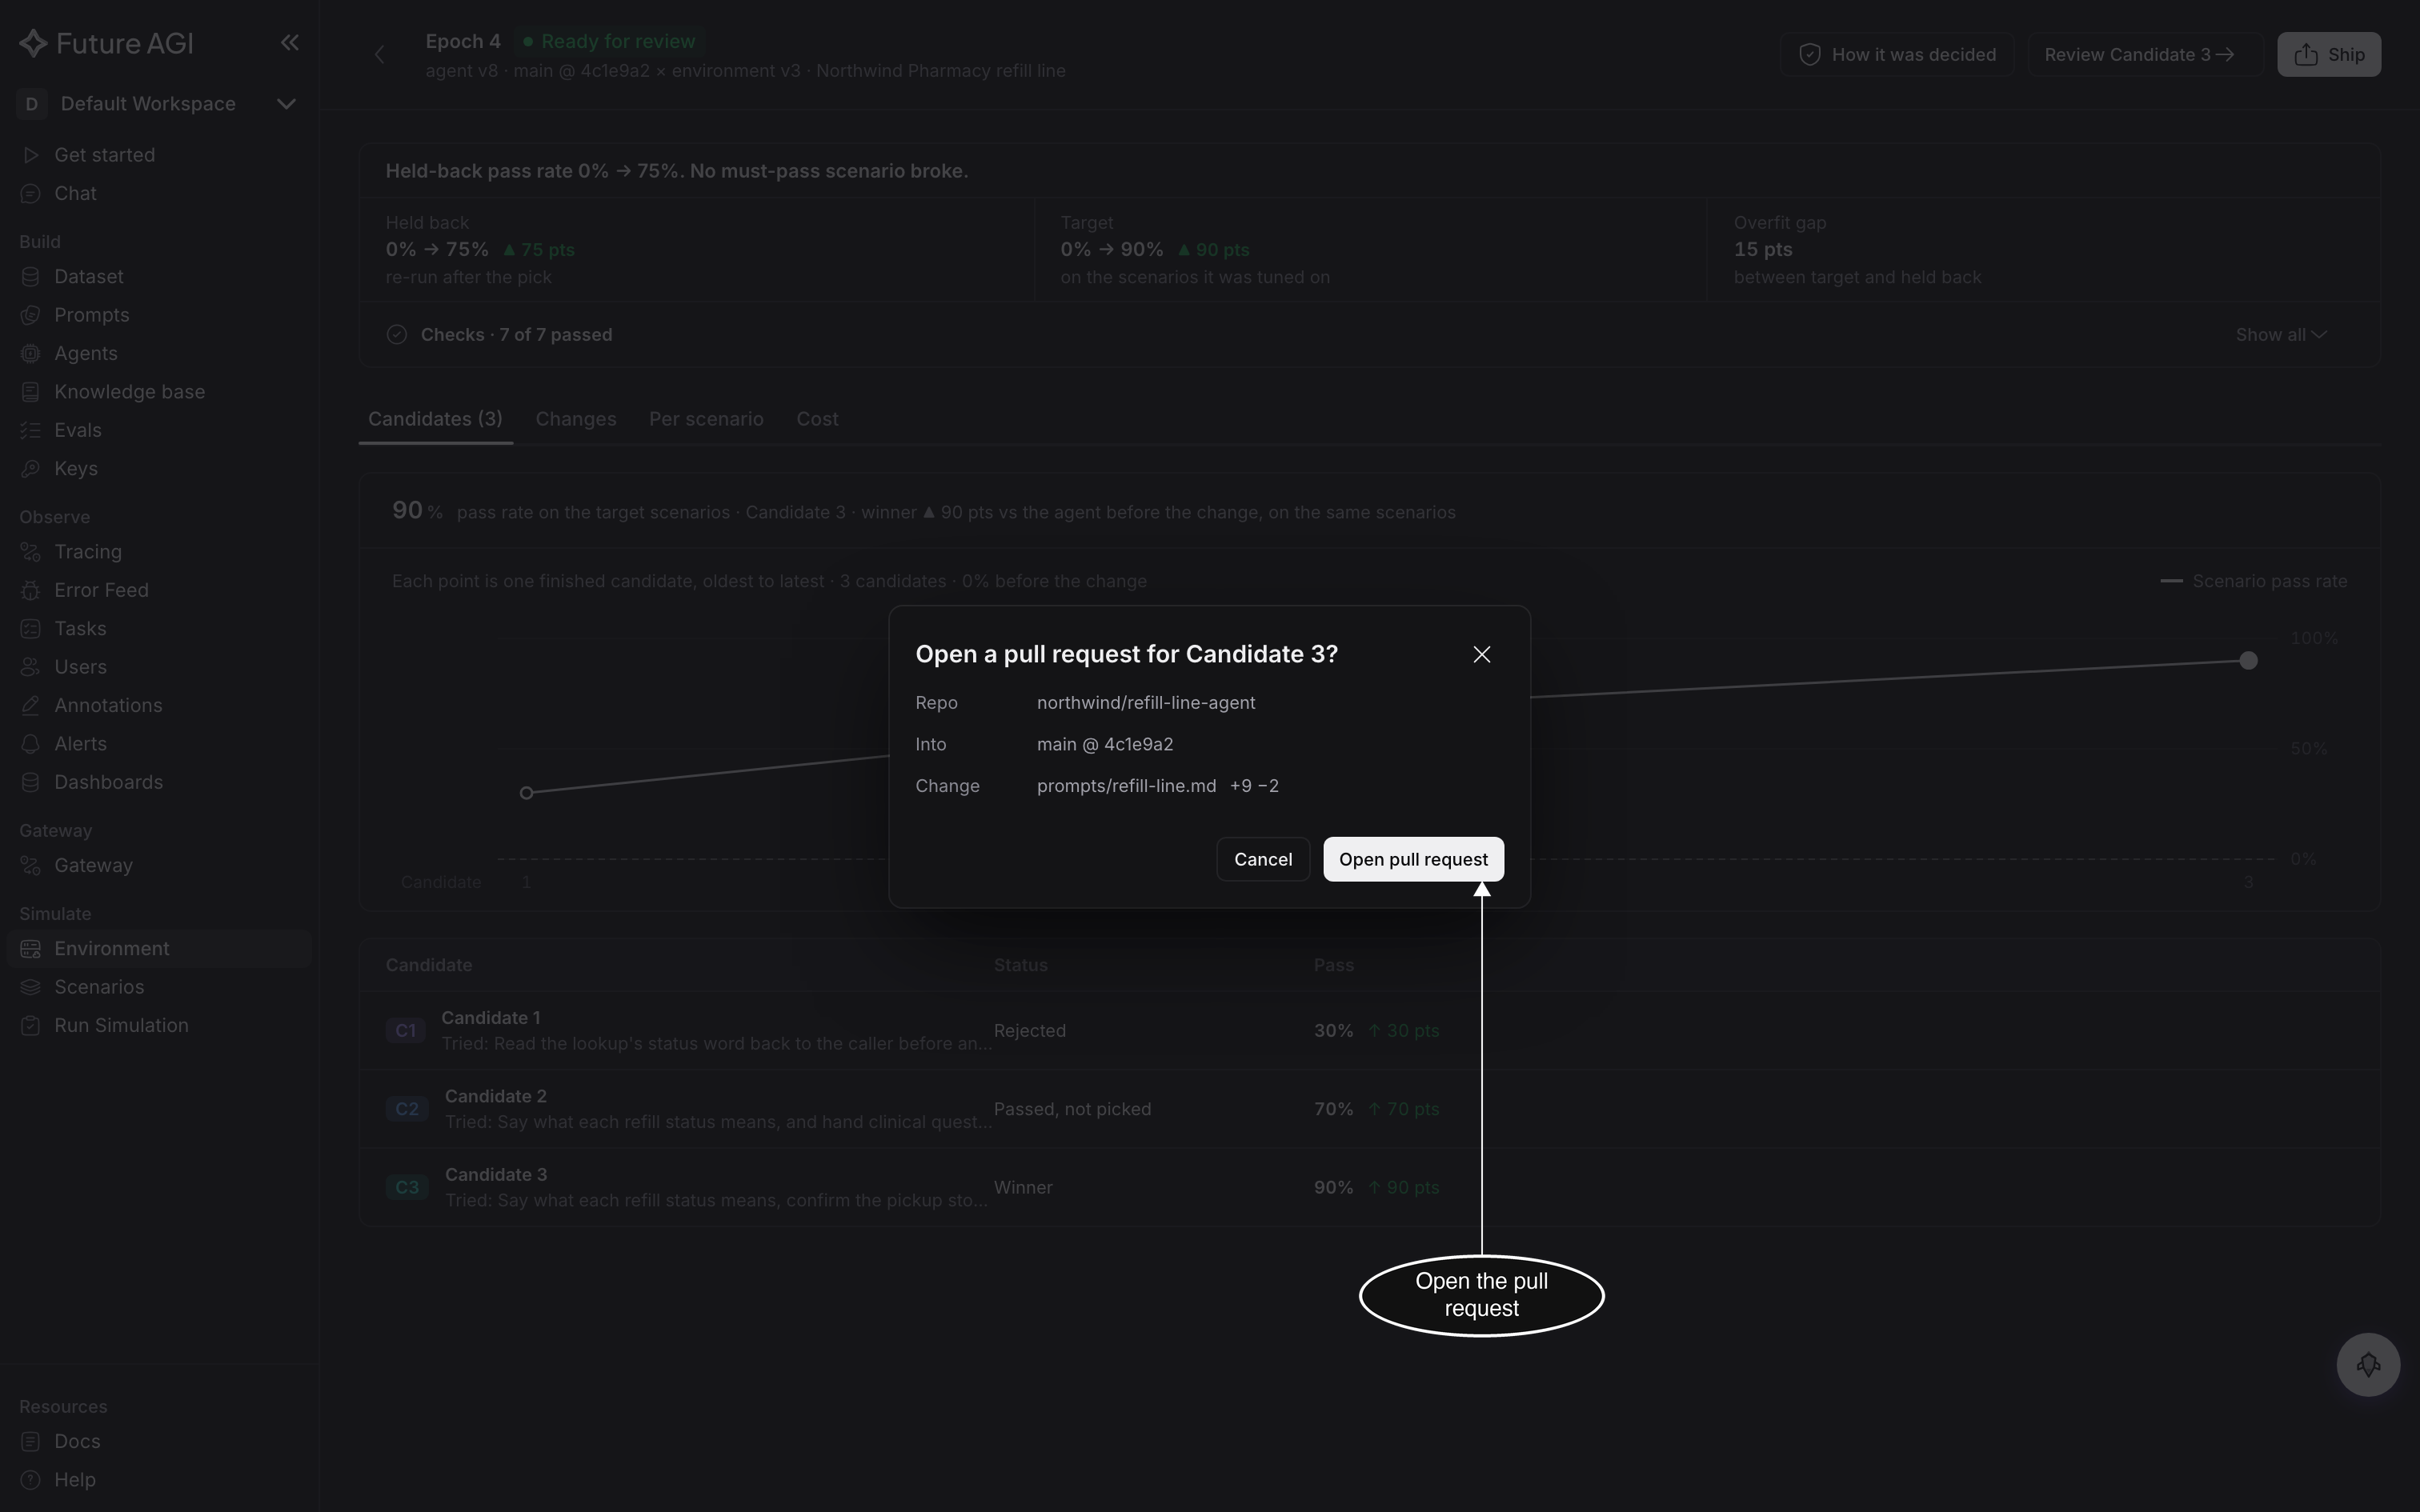 Future AGI
D Default Workspace
Get started
Chat
Build
Dataset
Prompts
Agents
Knowledge base
Evals
Keys
Observe
Tracing
Error Feed
Tasks
Users
Annotations
Alerts
Dashboards
Gateway
Gateway
Simulate
Environment
Scenarios
Run Simulation
Resources
Docs
Help
Epoch 4 Ready for review
agent v8 · main @ 4c1e9a2 × environment v3 · Northwind Pharmacy refill line
How it was decided
Review Candidate 3 →
Ship
Held-back pass rate 0% → 75%. No must-pass scenario broke.
Held back
0% → 75% ▲ 75 pts
re-run after the pick
Target
0% → 90% ▲ 90 pts
on the scenarios it was tuned on
Overfit gap
15 pts
between target and held back
Checks · 7 of 7 passed
Show all
Candidates (3) Changes Per scenario Cost
90 % pass rate on the target scenarios · Candidate 3 · winner ▲ 90 pts vs the agent before the change, on the same scenarios
Each point is one finished candidate, oldest to latest · 3 candidates · 0% before the change
Scenario pass rate
100%
50%
0%
Candidate 1 3
Open a pull request for Candidate 3?
Repo northwind/refill-line-agent
Into main @ 4c1e9a2
Change prompts/refill-line.md +9 −2
Cancel Open pull request
Candidate Status Pass
C1 Candidate 1
Tried: Read the lookup's status word back to the caller before an...
Rejected 30% ↑ 30 pts
C2 Candidate 2
Tried: Say what each refill status means, and hand clinical quest...
Passed, not picked 70% ↑ 70 pts
C3 Candidate 3
Tried: Say what each refill status means, confirm the pickup sto...
Winner 90% ↑ 90 pts
Open the pull
request